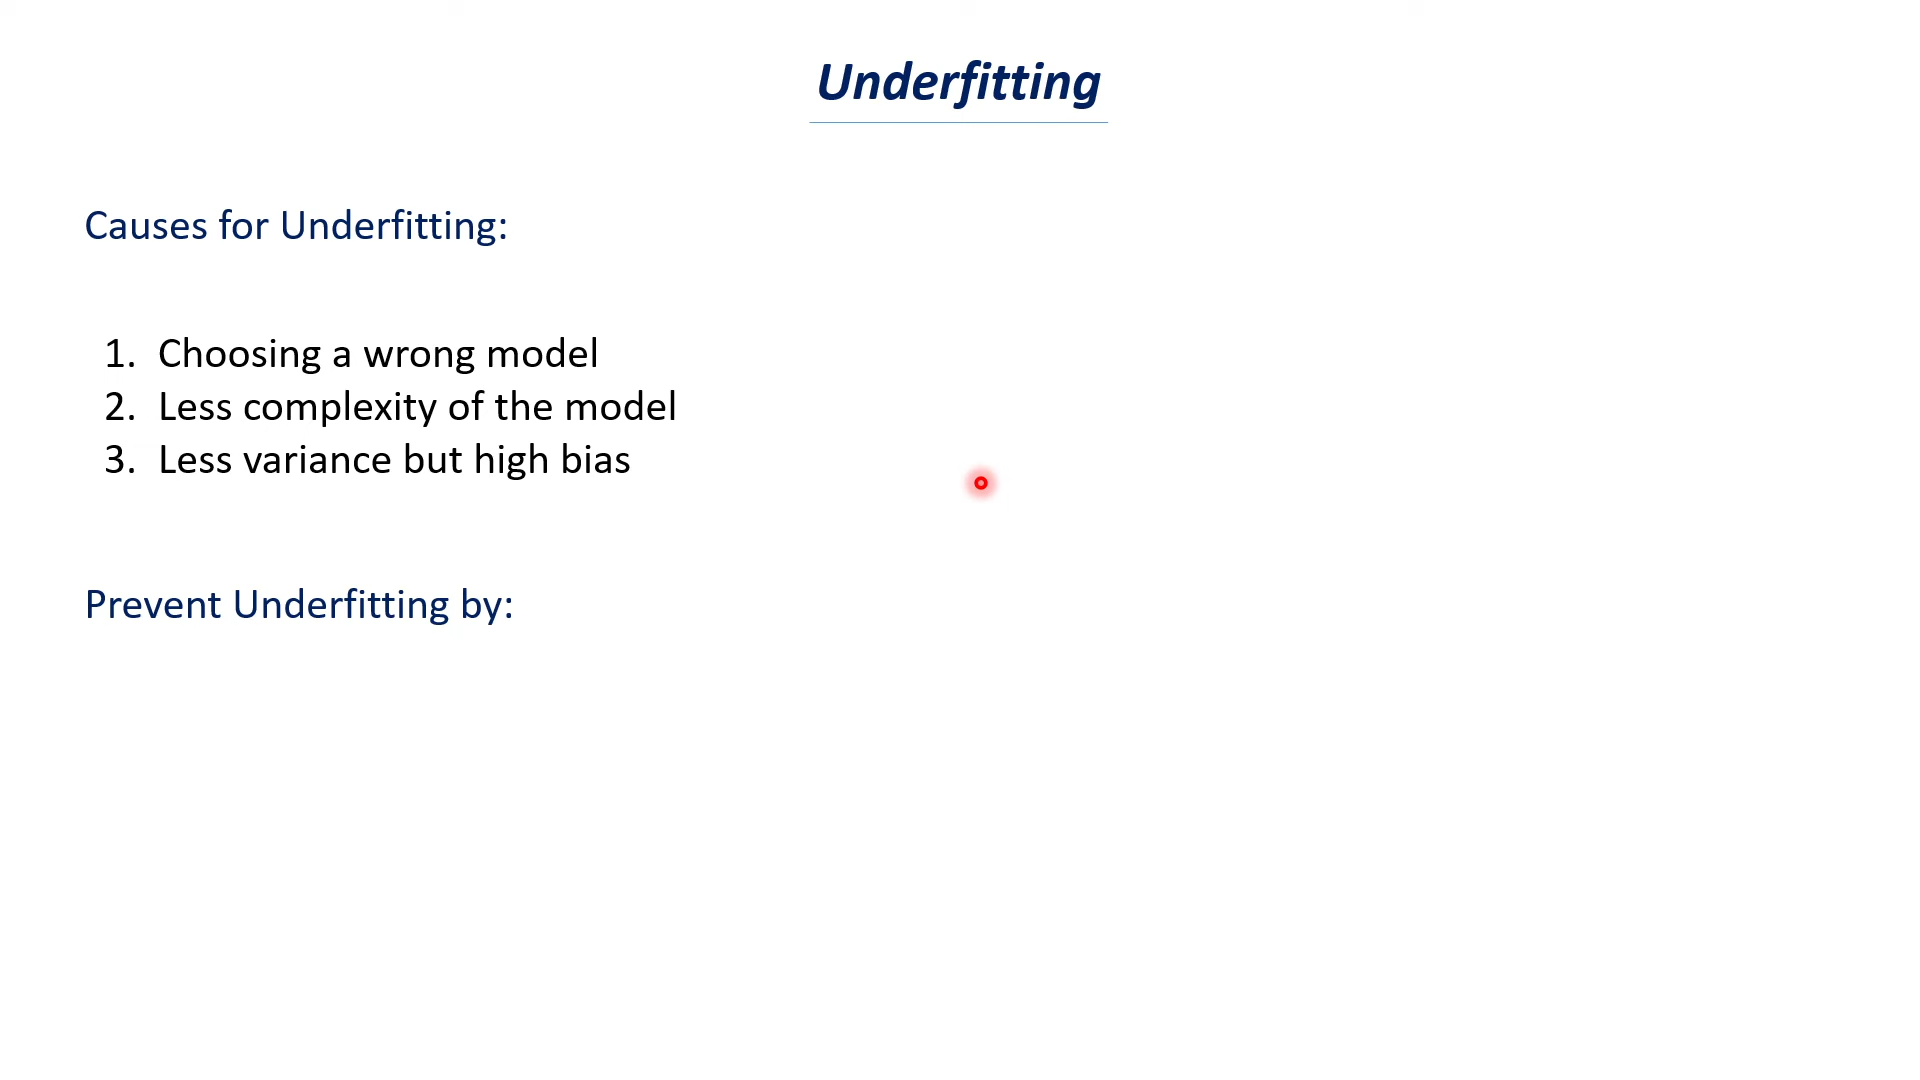 Underfitting
Causes for Underfitting:
1. Choosing a wrong model
2. Less complexity of the model
3. Less variance but high bias
Prevent Underfitting by: